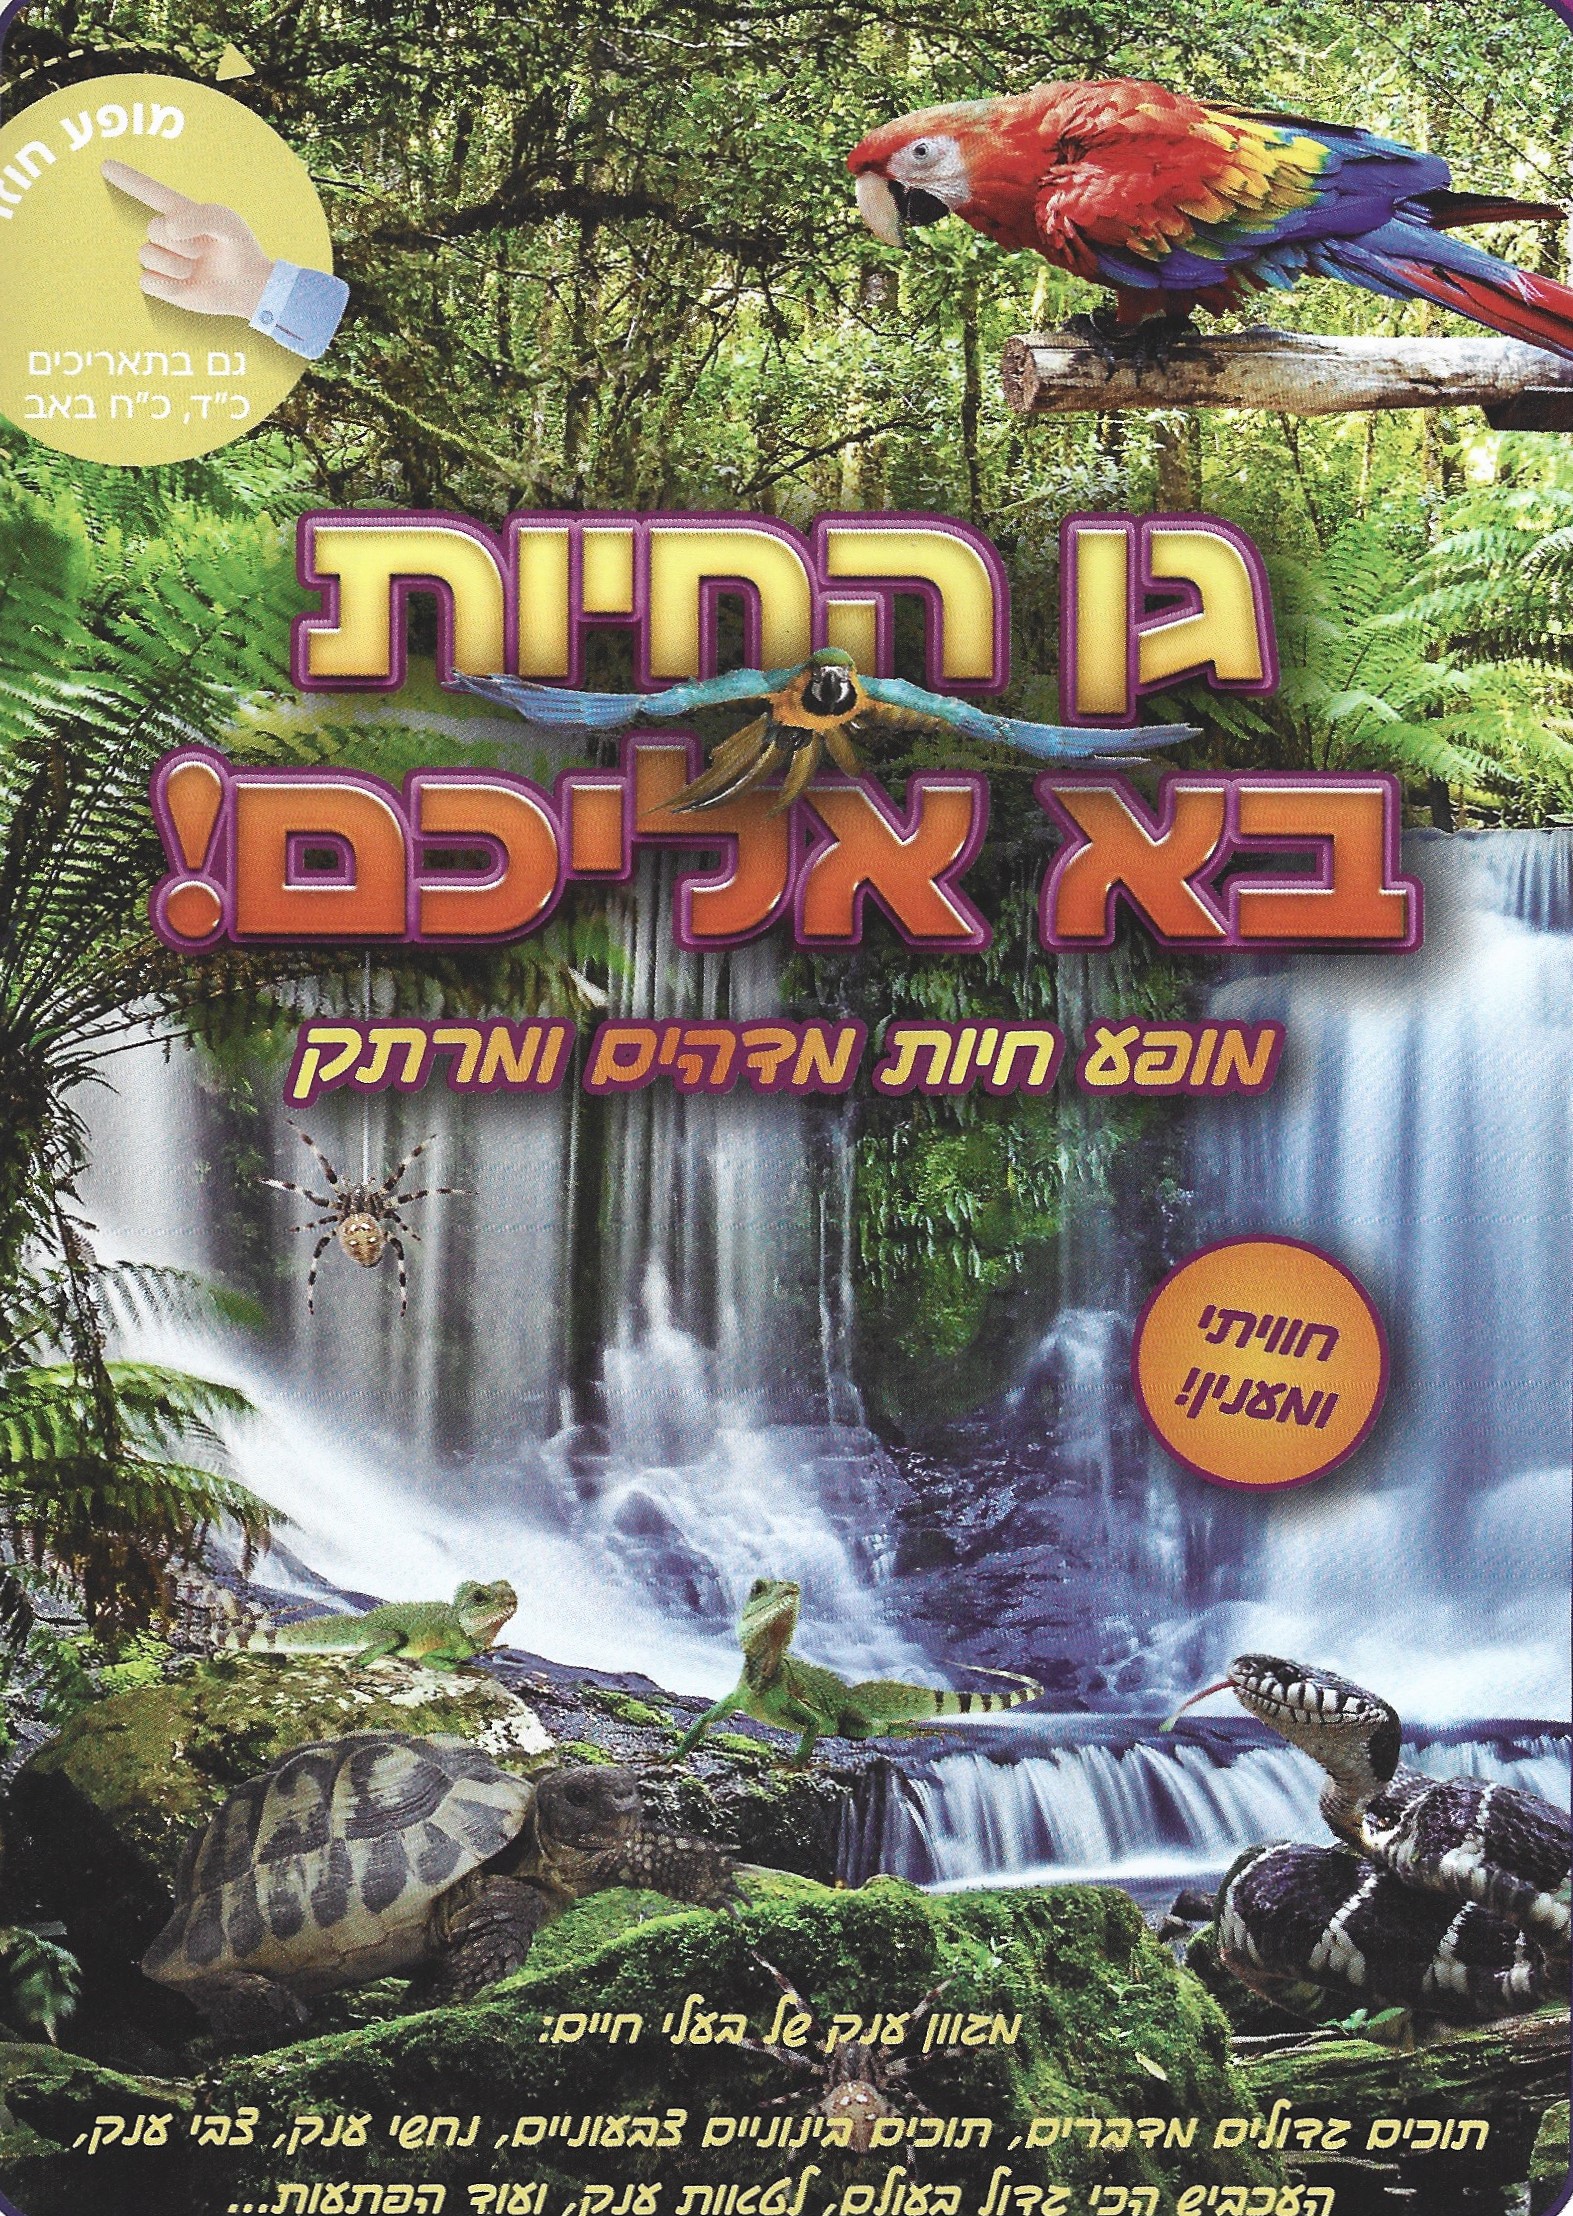 מופע חוזר
גם בתאריכים
כ"ד, כ"ח באב
גן החיות
בא אליכם!
מופע חיות מדהים ומרתק
חוויתי
ומענין!
מגוון ענק של בעלי חיים:
תוכים גדולים מדברים, תוכים בינוניים צבעוניים, נחשי ענק, צבי ענק,
העכביש הכי גדול בעולם, לטאות ענק, ועוד הפתעות...